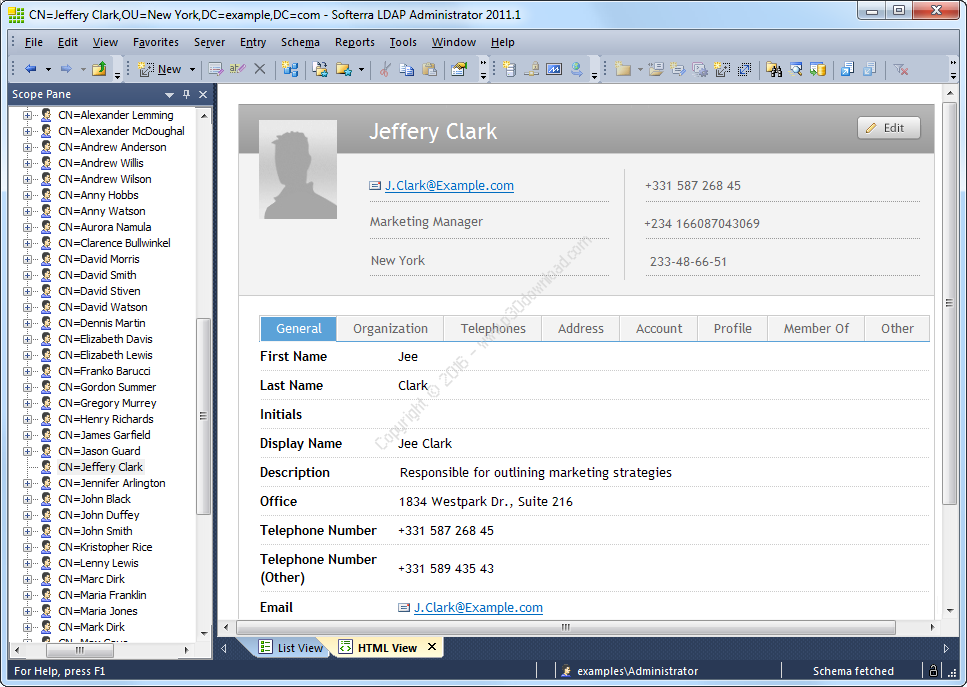 CN=Jeffery Clark,OU=New York,DC=example,DC=com - Softerra LDAP Administrator 2011.1
File Edit View Favorites Server Entry Schema Reports Tools Window Help
New
Scope Pane
CN=Alexander Lemming
CN=Alexander McDoughal
CN=Andrew Anderson
CN=Andrew Willis
CN=Andrew Wilson
CN=Anny Hobbs
CN=Anny Watson
CN=Aurora Namula
CN=Clarence Bullwinkel
CN=David Morris
CN=David Smith
CN=David Stiven
CN=David Watson
CN=Dennis Martin
CN=Elizabeth Davis
CN=Elizabeth Lewis
CN=Franko Barucci
CN=Gordon Summer
CN=Gregory Murrey
CN=Henry Richards
CN=James Garfield
CN=Jason Guard
CN=Jeffery Clark
CN=Jennifer Arlington
CN=John Black
CN=John Duffey
CN=John Smith
CN=Kristopher Rice
CN=Lenny Lewis
CN=Marc Dirk
CN=Maria Franklin
CN=Maria Jones
CN=Mark Dirk
Jeffery Clark
Edit
J.Clark@Example.com
Marketing Manager
New York
+331 587 268 45
+234 166087043069
233-48-66-51
General Organization Telephones Address Account Profile Member Of Other
First Name Jee
Last Name Clark
Initials
Display Name Jee Clark
Description Responsible for outlining marketing strategies
Office 1834 Westpark Dr., Suite 216
Telephone Number +331 587 268 45
Telephone Number
(Other) +331 589 435 43
Email J.Clark@Example.com
Copyright © 2016 - www.p30download.com
List View HTML View
For Help, press F1 examples\Administrator Schema fetched